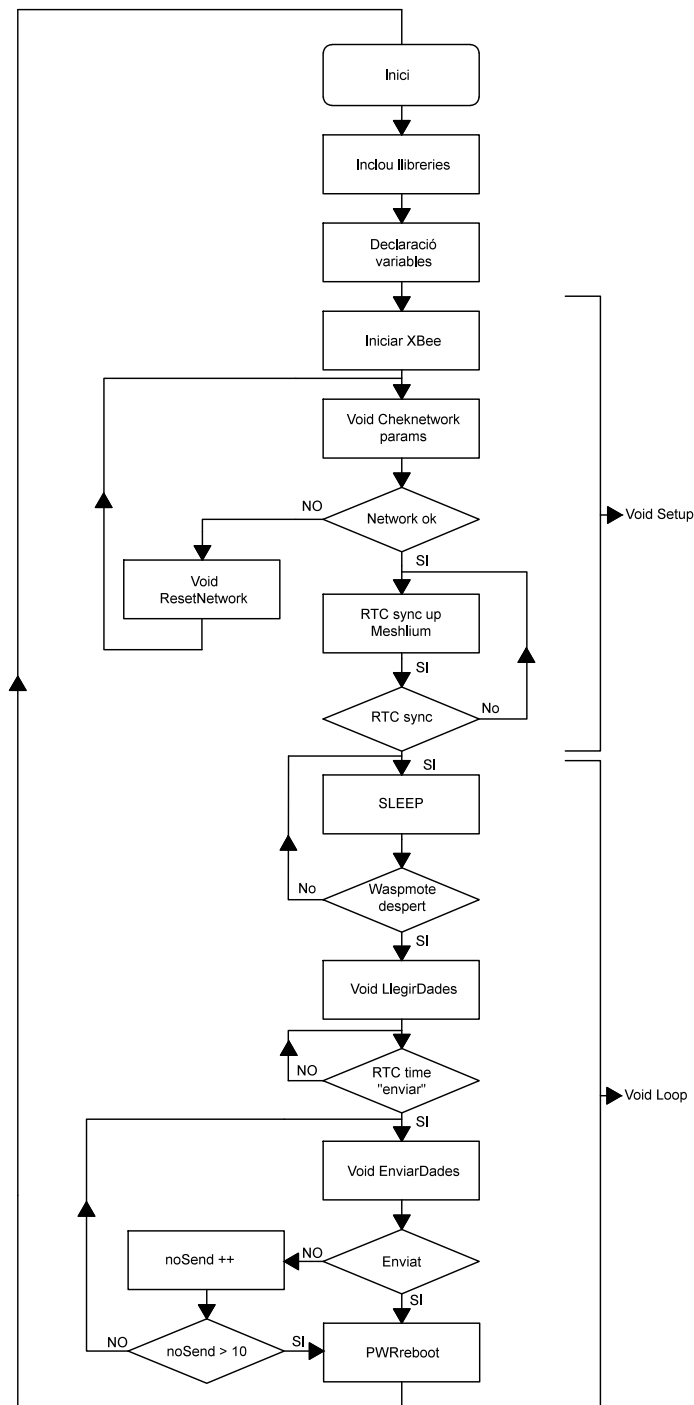 Inici
Inclou llibreries
Declaració
variables
Iniciar XBee
Void Cheknetwork
params
NO
Network ok
Void Setup
SI
Void
ResetNetwork
RTC sync up
Meshlium
SI
RTC sync
No
SI
SLEEP
No
Waspmote
despert
SI
Void LlegirDades
NO
RTC time
"enviar"
Void Loop
SI
Void EnviarDades
noSend ++
NO
Enviat
SI
NO
noSend > 10
SI
PWRreboot